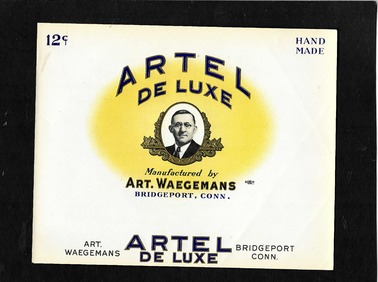 12¢
HAND
MADE
ARTEL
DE LUXE
Manufactured by
ART. WAEGEMANS
BRIDGEPORT, CONN.
ART.
WAEGEMANS
ARTEL
DE LUXE
BRIDGEPORT
CONN.